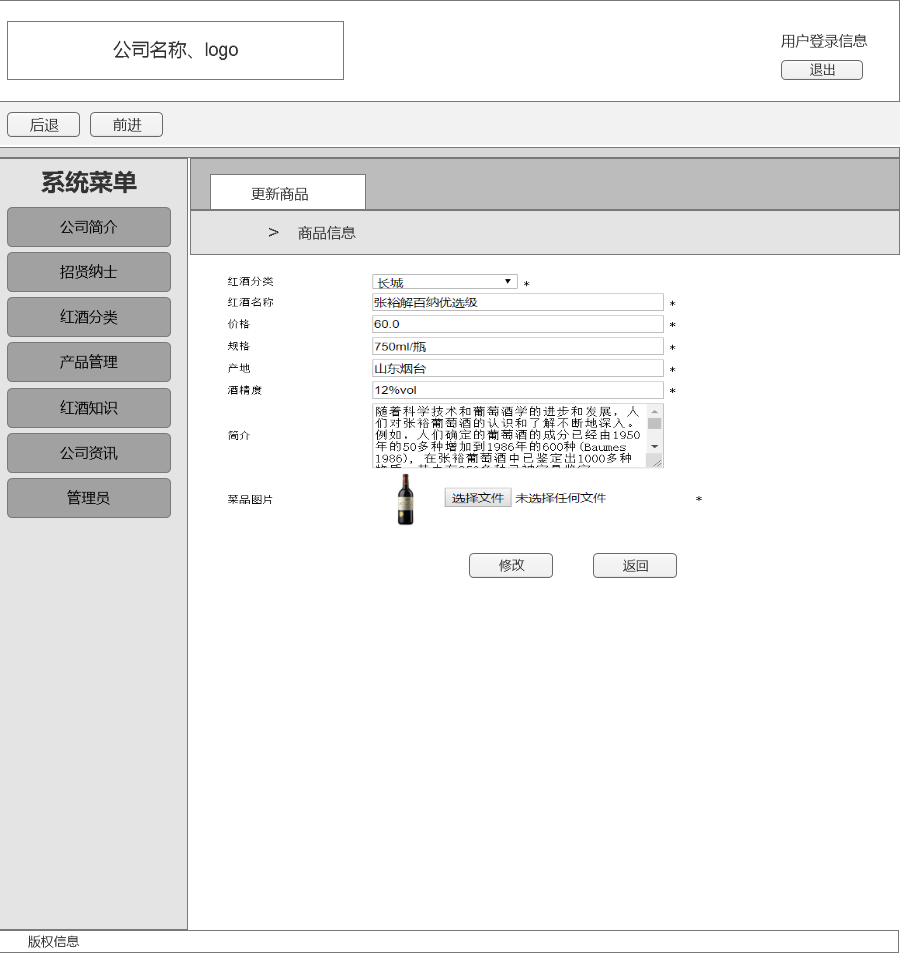 公司名称、logo
用户登录信息
退出
后退 前进
系统菜单
公司简介
招贤纳士
红酒分类
产品管理
红酒知识
公司资讯
管理员
更新商品
> 商品信息
红酒分类 长城 *
红酒名称 张裕解百纳优选级 *
价格 60.0 *
规格 750ml/瓶 *
产地 山东烟台 *
酒精度 12%vol *
简介
随着科学技术和葡萄酒学的进步和发展，人
们对张裕葡萄酒的认识和了解不断地深入。
例如，人们确定的葡萄酒的成分已经由1950
年的50多种增加到1986年的600种(Baumes
1986)，在张裕葡萄酒中已鉴定出1000多种
菜品图片 选择文件 未选择任何文件 *
修改 返回
版权信息